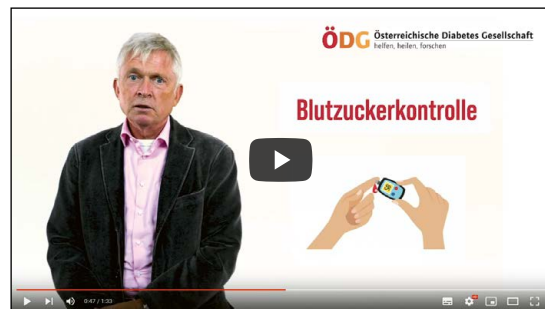 ÖDG Österreichische Diabetes Gesellschaft
helfen, heilen, forschen
Blutzuckerkontrolle
0:47 / 1:33